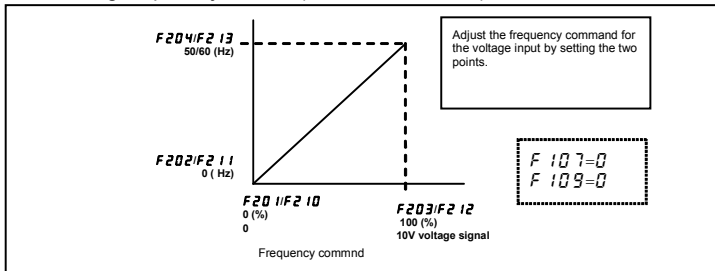 F204/F213
50/60 (Hz)
Adjust the frequency command for
the voltage input by setting the two
points.
F202/F211
0 ( Hz)
F107=0
F109=0
F201/F210
0 (%)
0
F203/F212
100 (%)
10V voltage signal
Frequency commnd